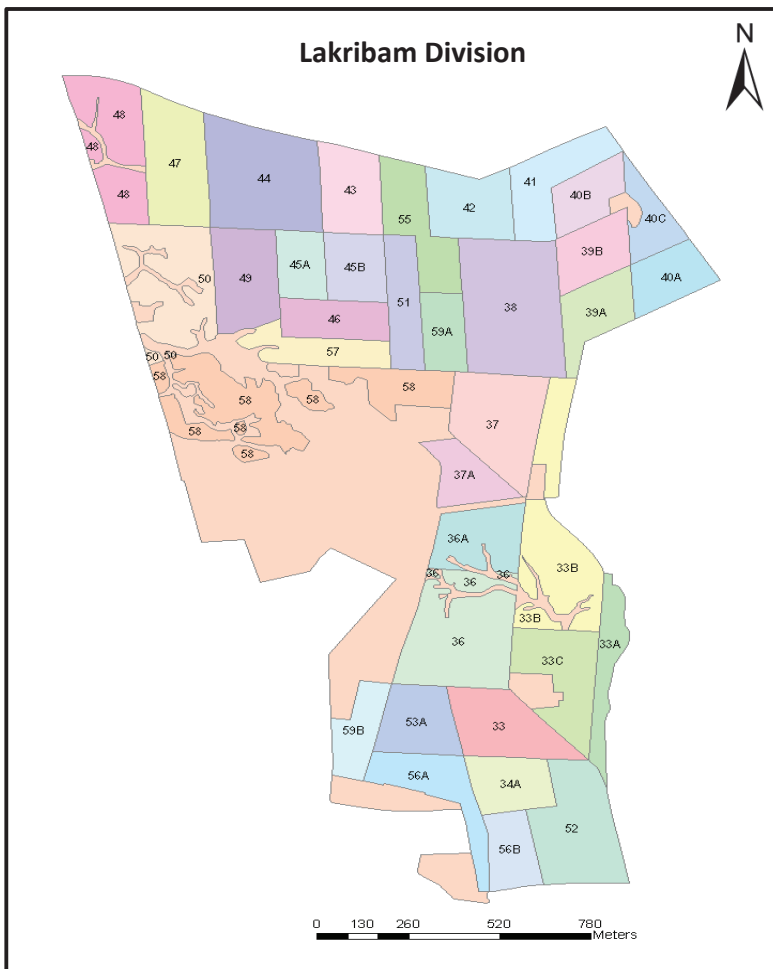 Lakribam Division
N
48
48
48
47
44
43
55
42
41
40B
40C
39B
40A
39A
50
49
45A
45B
51
38
46
59A
57
50
50
58
58
58
58
58
58
58
37
37A
36A
36
36
36
33B
33B
36
33C
33A
59B
53A
33
56A
34A
52
56B
0 130 260 520 780
Meters